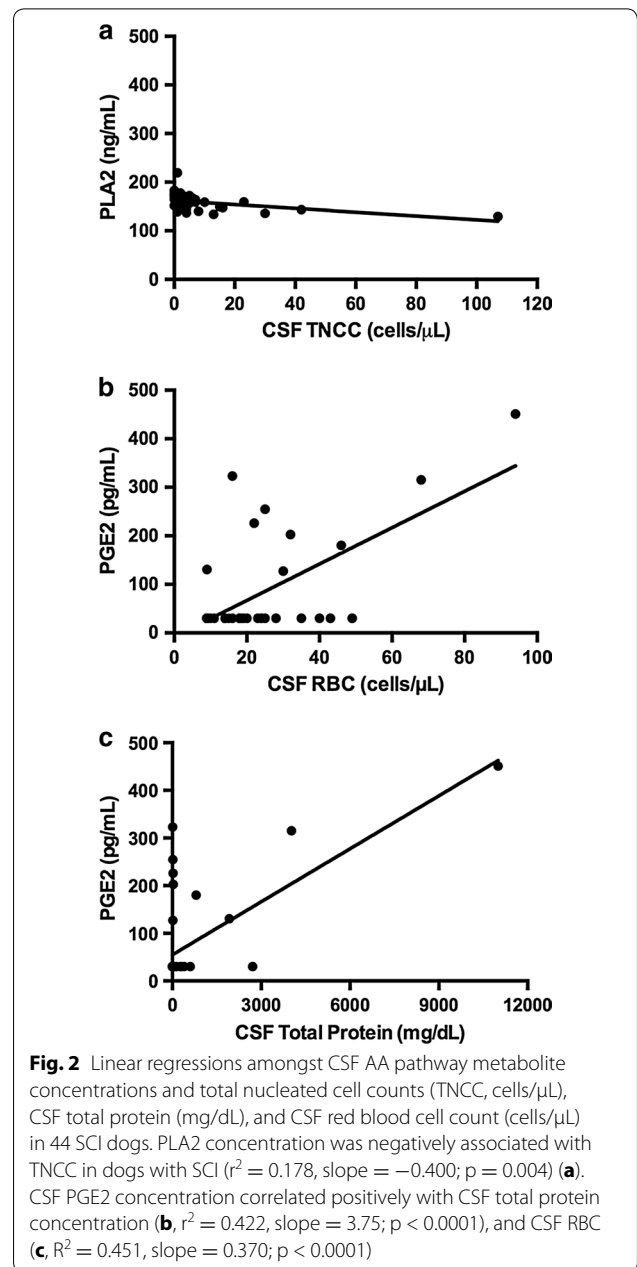 a
500
400
300
200
100
0
PLA2 (ng/mL)
0 20 40 60 80 100 120
CSF TNCC (cells/μL)
b
500
400
300
200
100
0
PGE2 (pg/mL)
0 20 40 60 80 100
CSF RBC (cells/μL)
c
500
400
300
200
100
0
PGE2 (pg/mL)
0 3000 6000 9000 12000
CSF Total Protein (mg/dL)
Fig. 2 Linear regressions amongst CSF AA pathway metabolite
concentrations and total nucleated cell counts (TNCC, cells/μL),
CSF total protein (mg/dL), and CSF red blood cell count (cells/μL)
in 44 SCI dogs. PLA2 concentration was negatively associated with
TNCC in dogs with SCI (r² = 0.178, slope = −0.400; p = 0.004) (a).
CSF PGE2 concentration correlated positively with CSF total protein
concentration (b, r² = 0.422, slope = 3.75; p < 0.0001), and CSF RBC
(c, R² = 0.451, slope = 0.370; p < 0.0001)